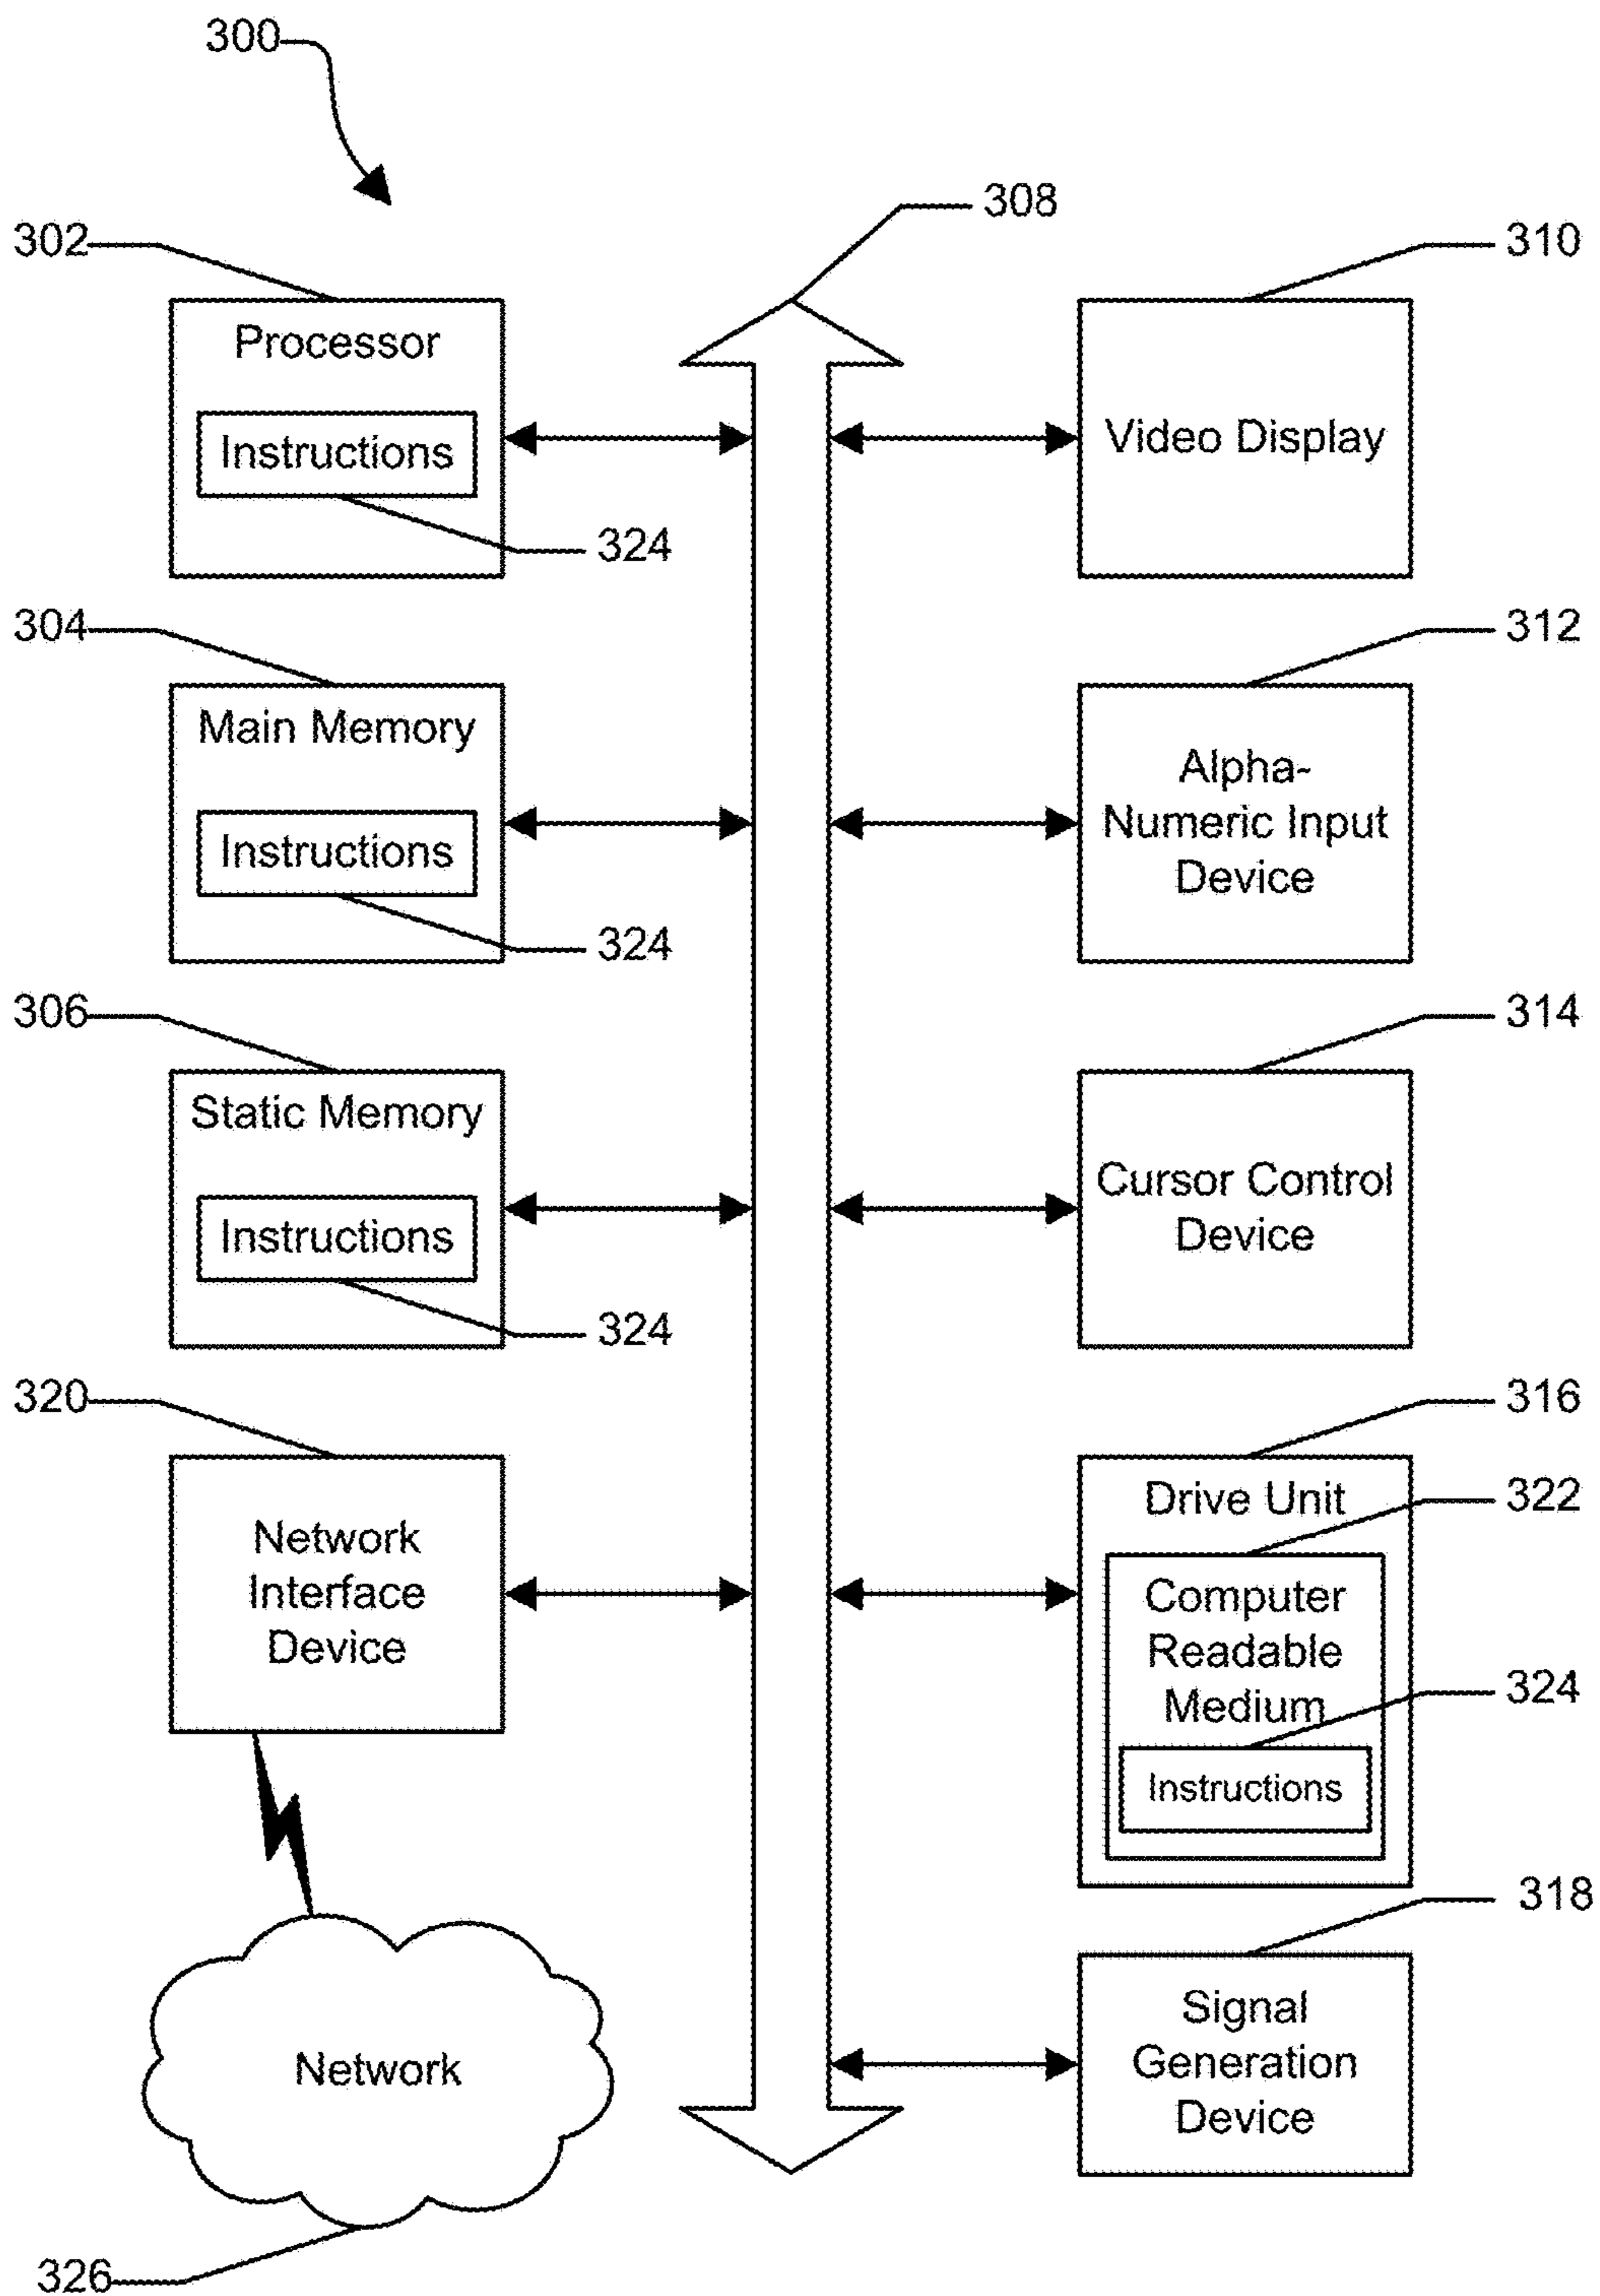 300
308
302
310
Processor
Instructions
324
Video Display
304
312
Main Memory
Instructions
324
Alpha-
Numeric Input
Device
306
314
Static Memory
Instructions
324
Cursor Control
Device
320
316
Network
Interface
Device
Drive Unit
322
Computer
Readable
Medium
324
Instructions
318
Network
Signal
Generation
Device
326